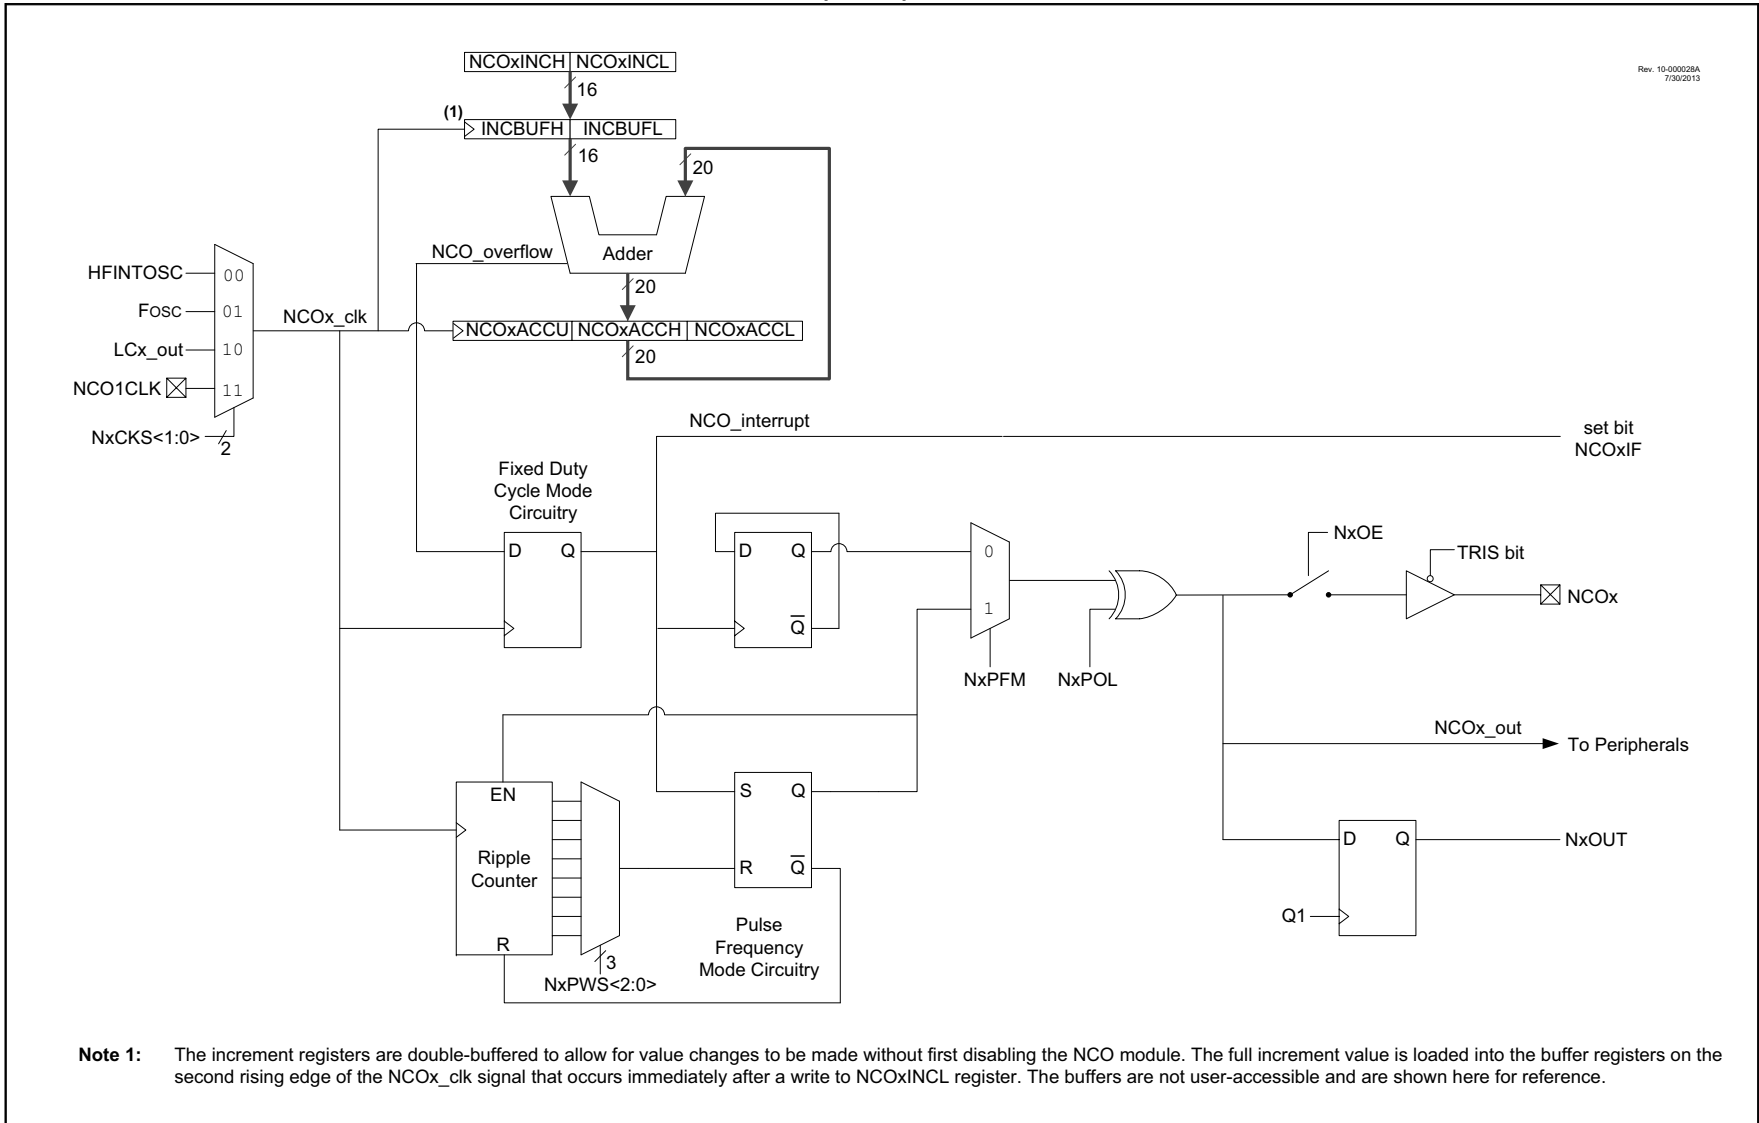 Rev. 10-000028A
7/30/2013
NCOxINCH NCOxINCL
16
(1)
INCBUFH INCBUFL
16
20
NCO_overflow
Adder
20
HFINTOSC
00
FOSC
01
NCOx_clk
NCOxACCU NCOxACCH NCOxACCL
LCx_out
10
20
NCO1CLK
11
NxCKS<1:0>
2
NCO_interrupt
set bit
NCOxIF
Fixed Duty
Cycle Mode
Circuitry
D Q
D Q
Q
0
1
NxPFM
NxPOL
NxOE
TRIS bit
NCOx
NCOx_out
To Peripherals
EN
Ripple
Counter
R
3
NxPWS<2:0>
S Q
R Q
Pulse
Frequency
Mode Circuitry
D Q
NxOUT
Q1
Note 1: The increment registers are double-buffered to allow for value changes to be made without first disabling the NCO module. The full increment value is loaded into the buffer registers on the
second rising edge of the NCOx_clk signal that occurs immediately after a write to NCOxINCL register. The buffers are not user-accessible and are shown here for reference.